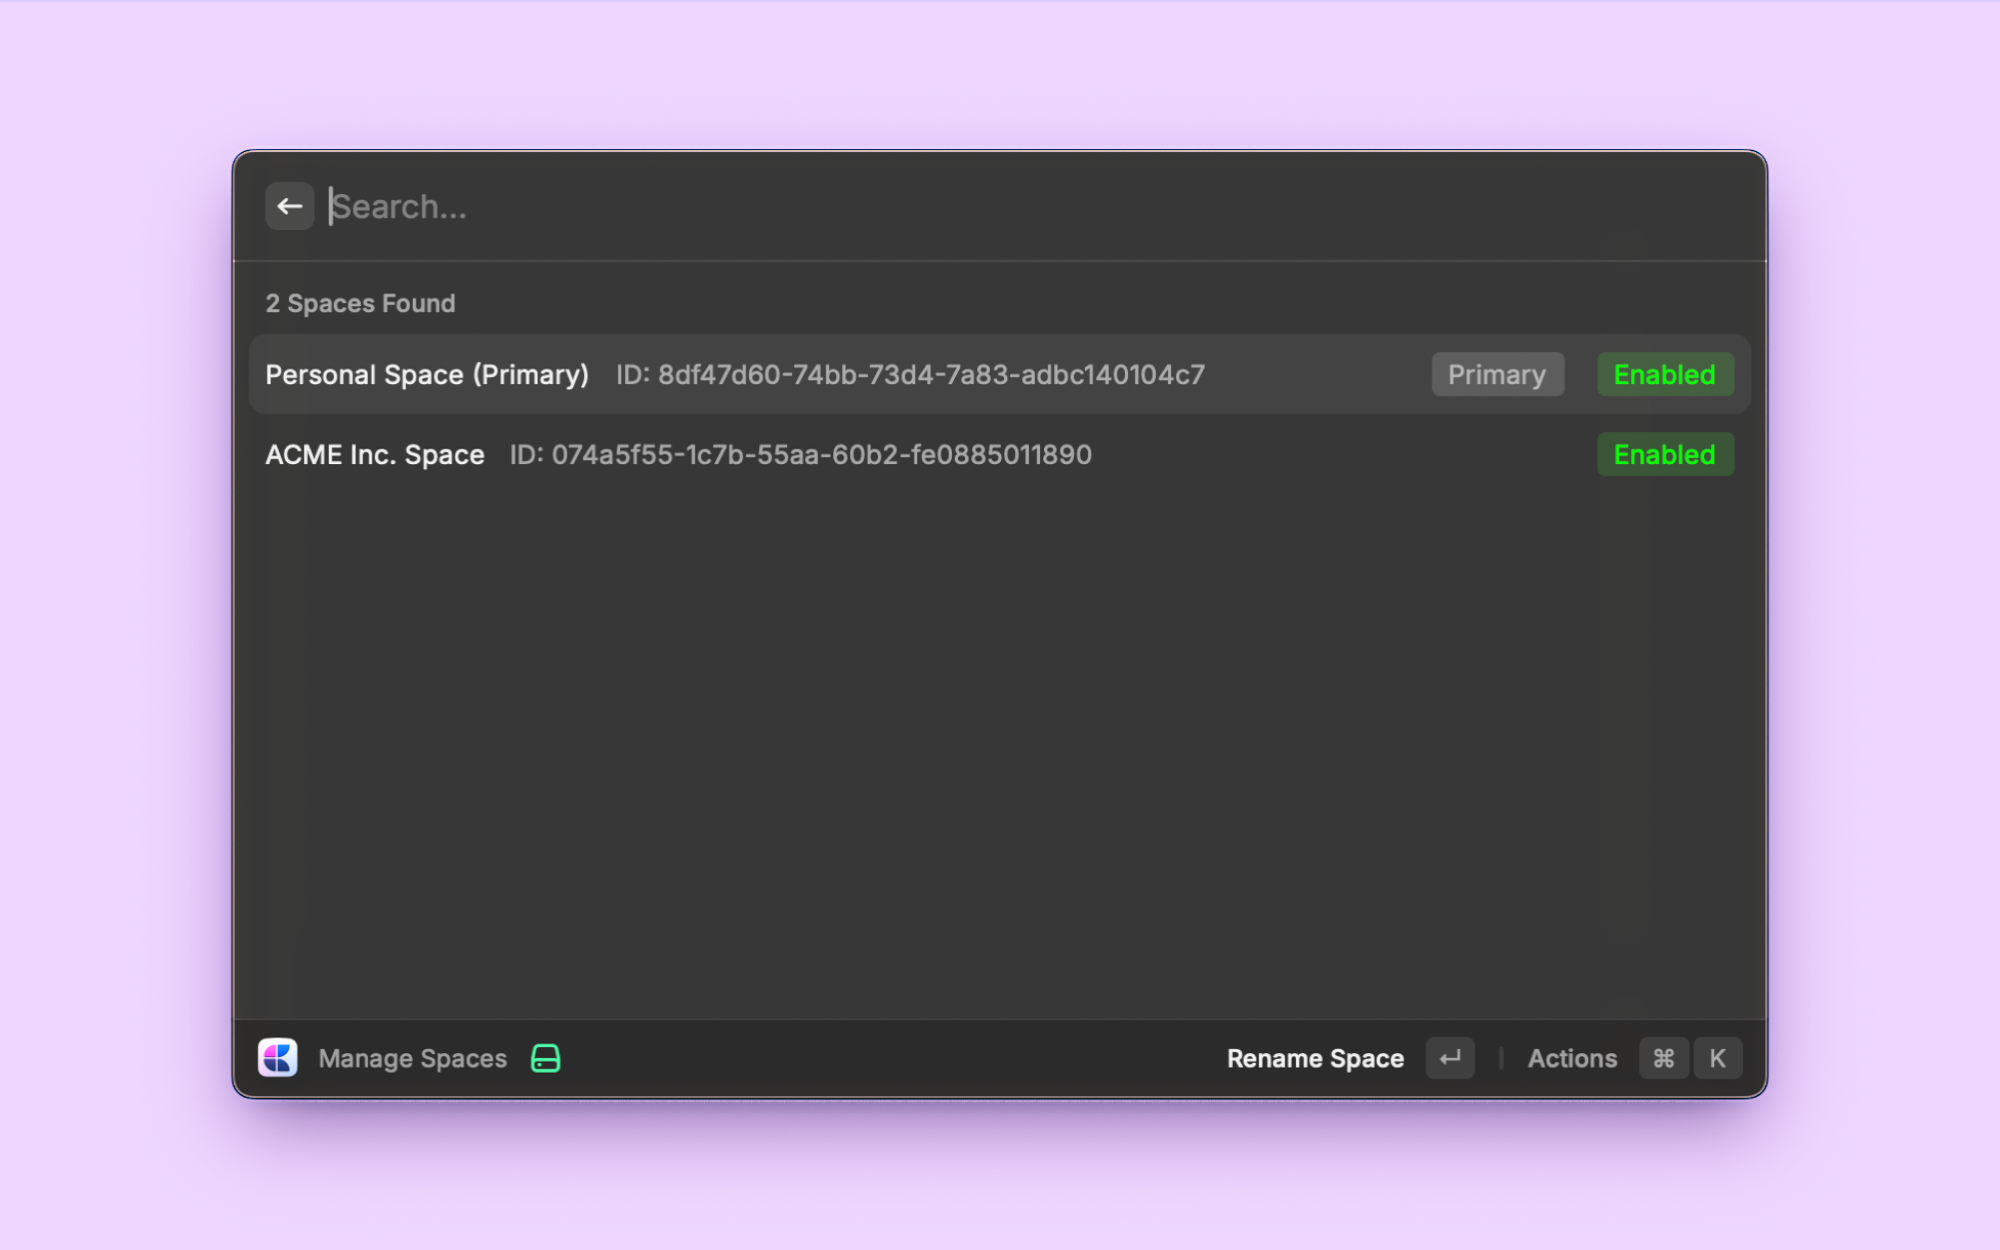 Search...
2 Spaces Found
Personal Space (Primary) ID: 8df47d60-74bb-73d4-7a83-adbc140104c7 Primary Enabled
ACME Inc. Space ID: 074a5f55-1c7b-55aa-60b2-fe0885011890 Enabled
Manage Spaces Rename Space ↵ Actions ⌘ K